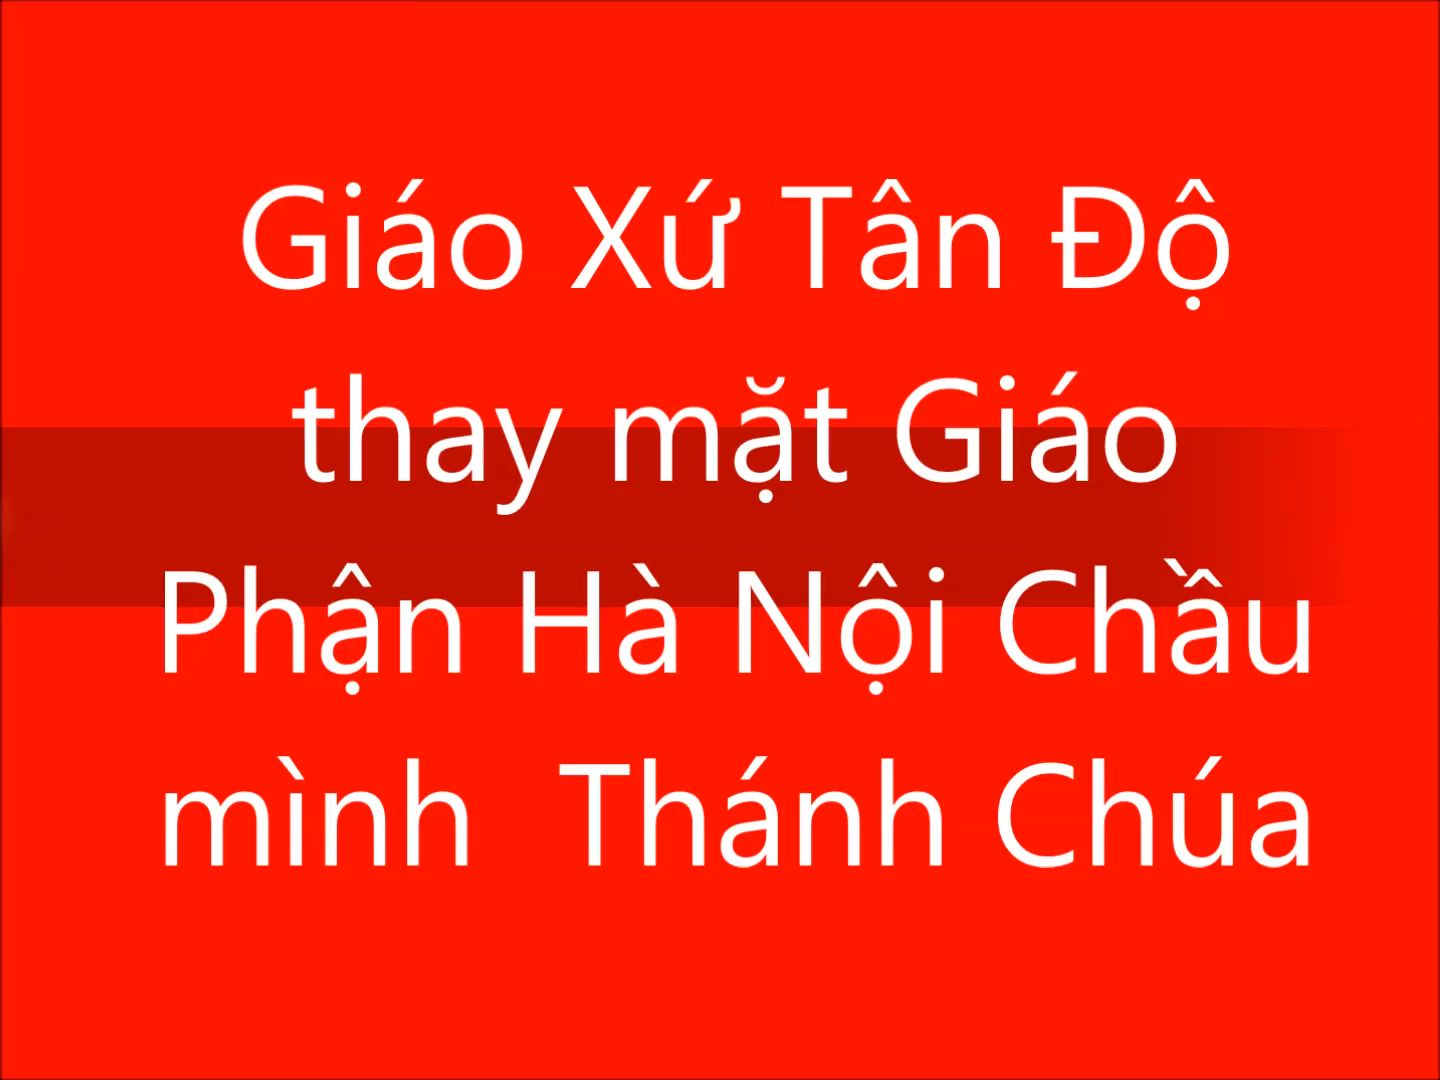 Giáo Xứ Tân Độ
thay mặt Giáo
Phận Hà Nội Chầu
mình  Thánh Chúa